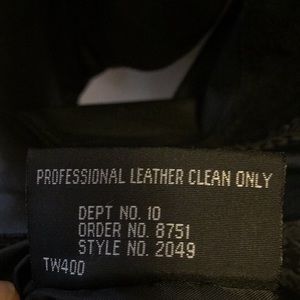 PROFESSIONAL LEATHER CLEAN ONLY
DEPT NO. 10
ORDER NO. 8751
STYLE NO. 2049
TW400